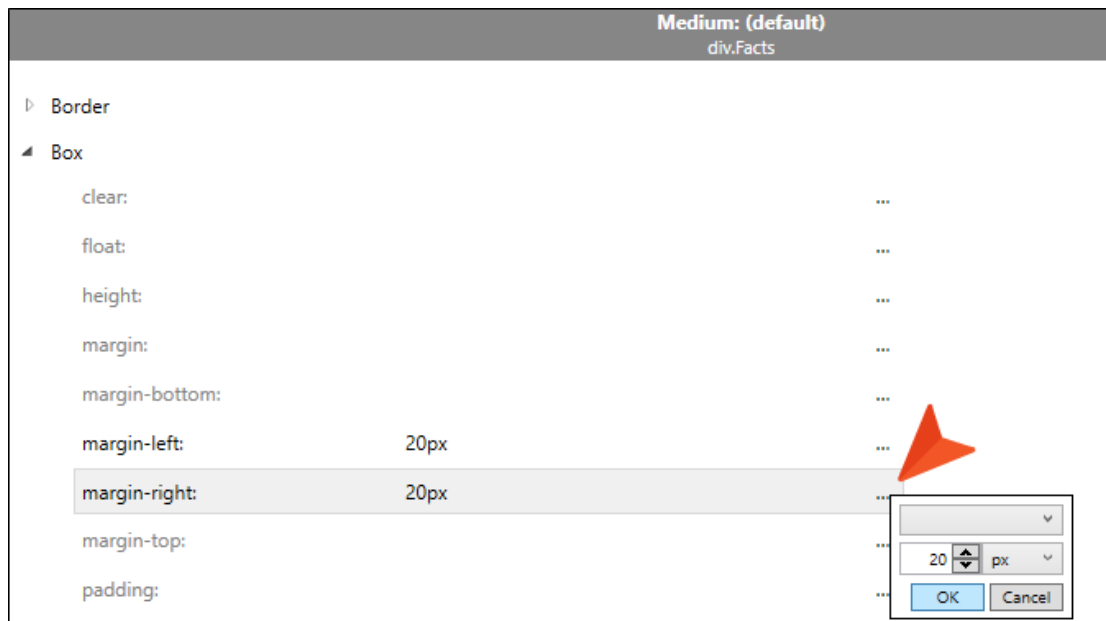 Medium: (default)
div.Facts
Border
Box
clear: ...
float: ...
height: ...
margin: ...
margin-bottom: ...
margin-left: 20px ...
margin-right: 20px ...
margin-top: ...
20 px
padding: ...
OK Cancel